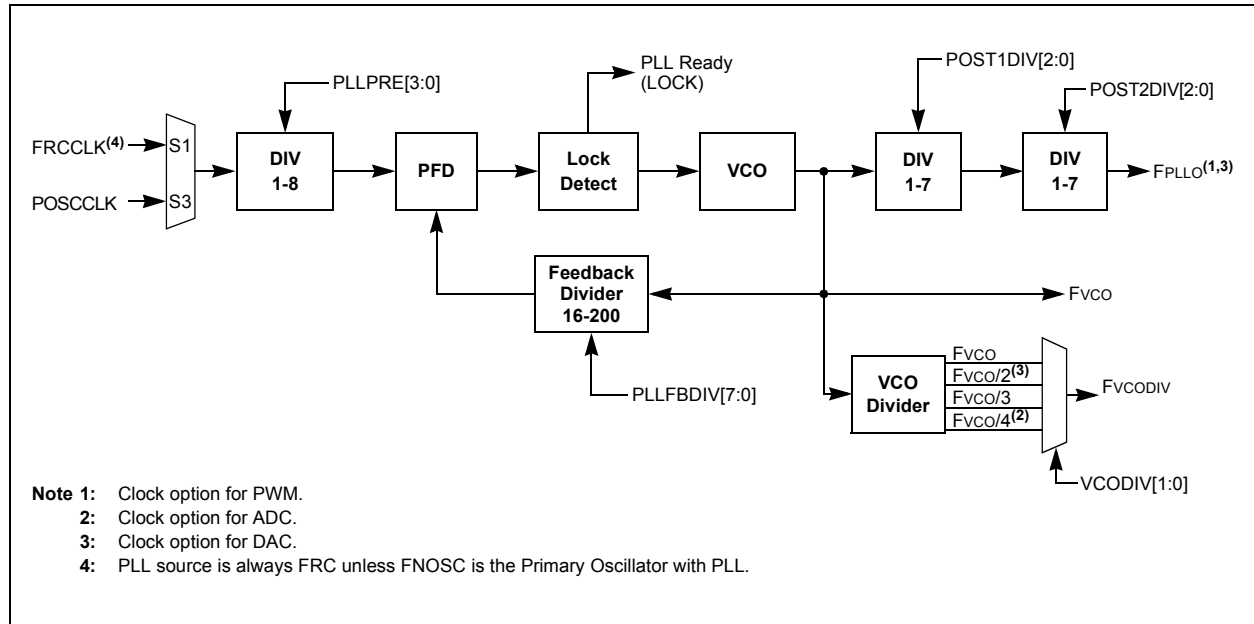 PLLPRE[3:0]
PLL Ready
(LOCK)
POST1DIV[2:0]
POST2DIV[2:0]
FRCCLK(4)
S1
POSCCLK
S3
DIV
1-8
PFD
Lock
Detect
VCO
DIV
1-7
DIV
1-7
FPLLO(1,3)
Feedback
Divider
16-200
FVCO
PLLFBDIV[7:0]
VCO
Divider
FVCO
FVCO/2(3)
FVCO/3
FVCO/4(2)
FVCODIV
VCODIV[1:0]
Note 1: Clock option for PWM.
2: Clock option for ADC.
3: Clock option for DAC.
4: PLL source is always FRC unless FNOSC is the Primary Oscillator with PLL.